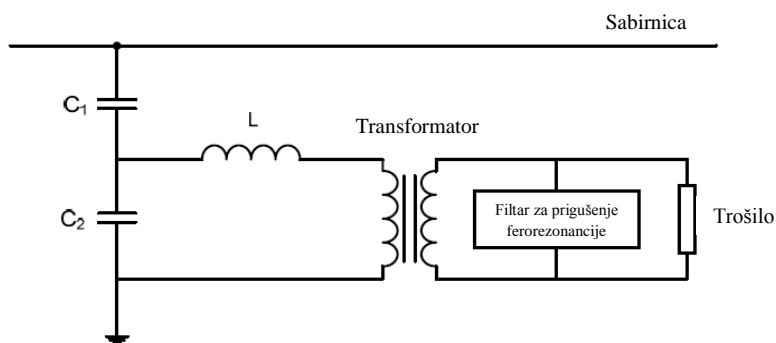 Sabirnica
C₁
L
Transformator
C₂
Filtar za prigušenje
ferorezonancije
Trošilo